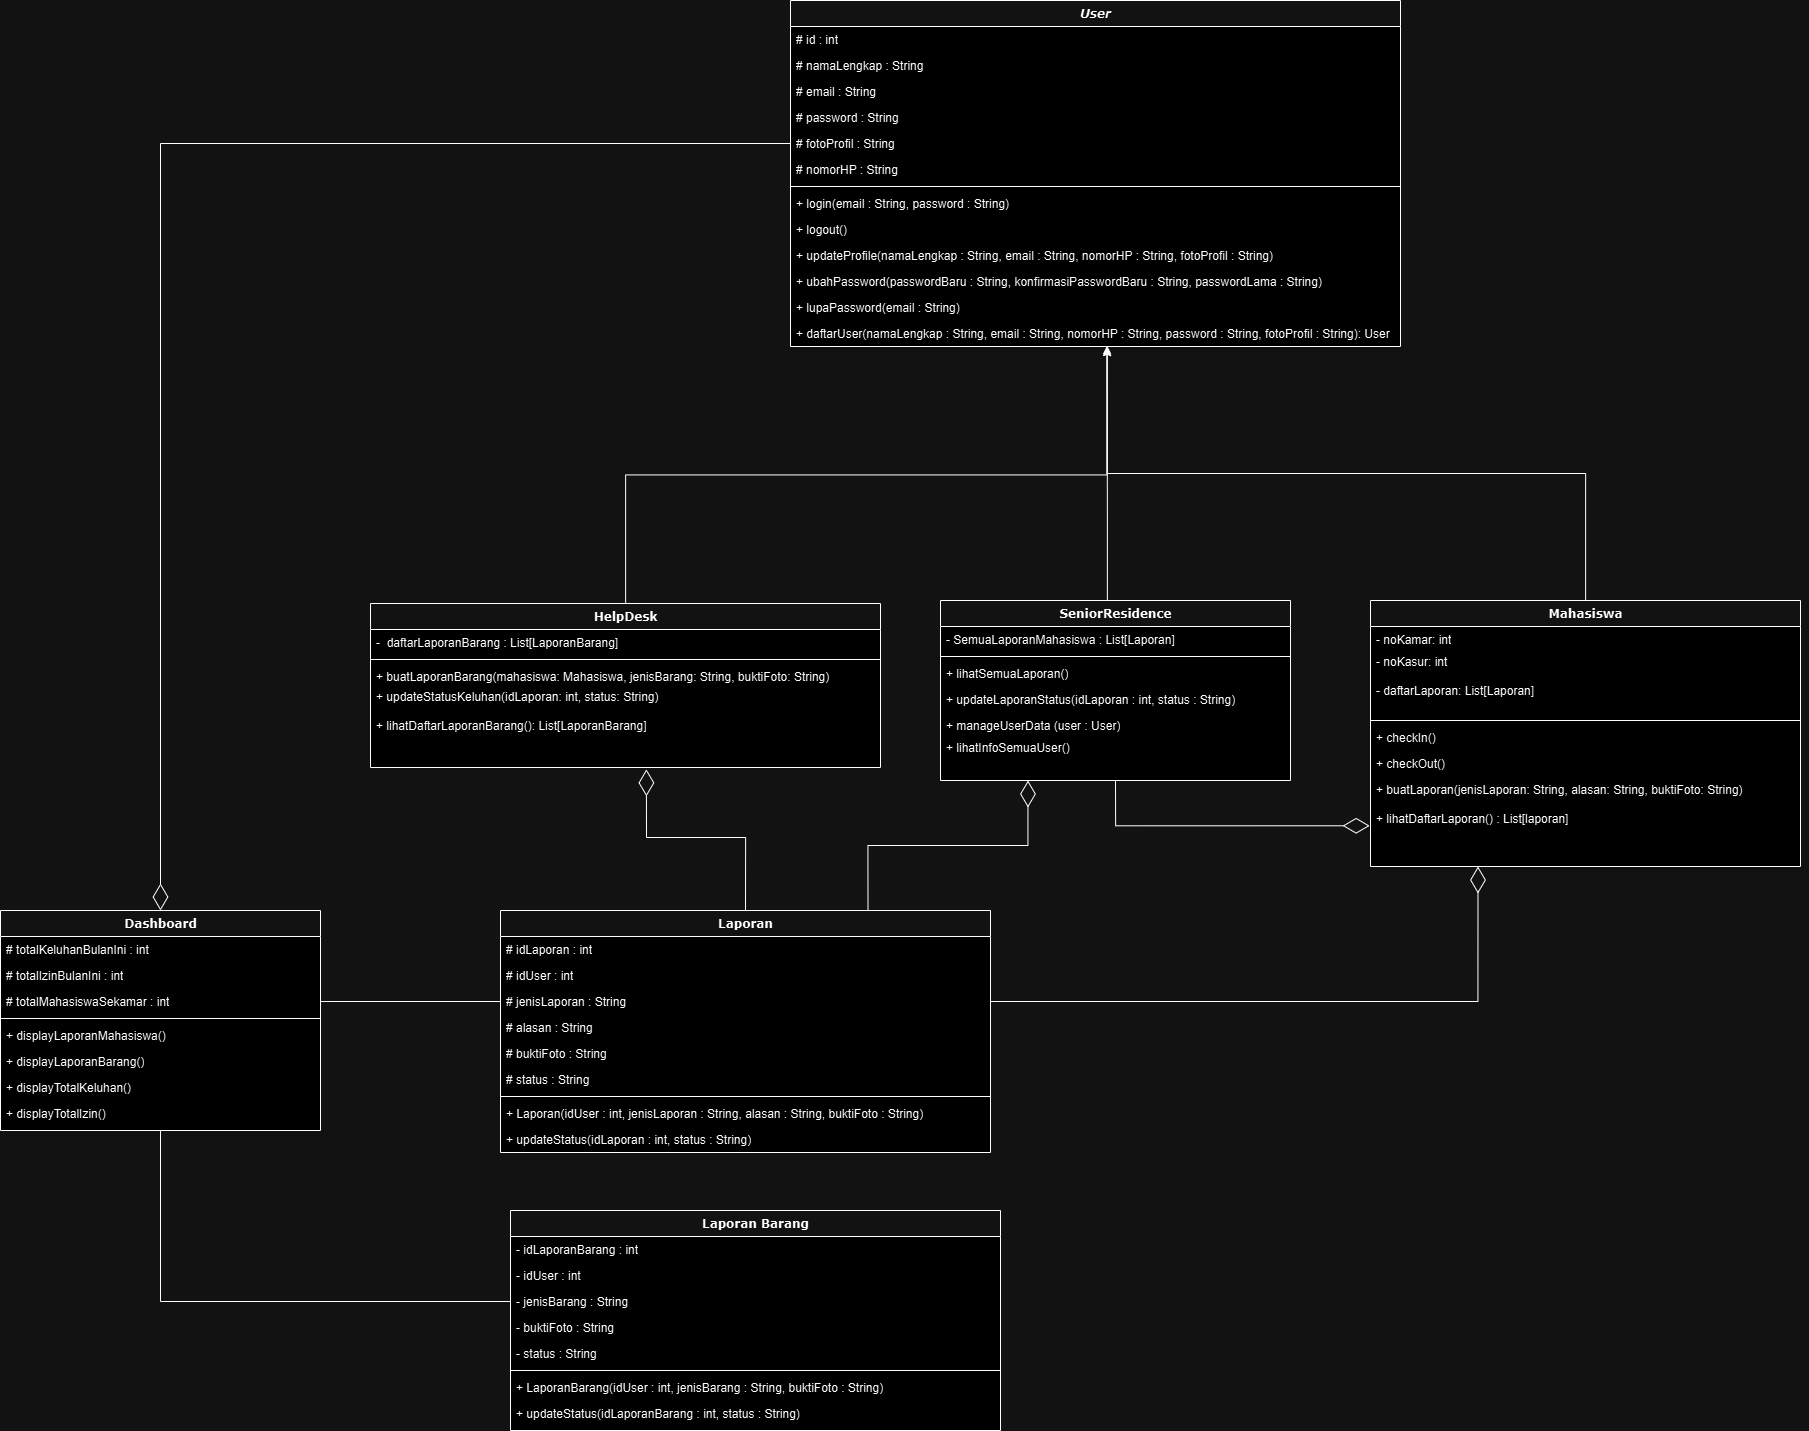 User
# id : int
# namaLengkap : String
# email : String
# password : String
# fotoProfil : String
# nomorHP : String
+ login(email : String, password : String)
+ logout()
+ updateProfile(namaLengkap : String, email : String, nomorHP : String, fotoProfil : String)
+ ubahPassword(passwordBaru : String, konfirmasiPasswordBaru : String, passwordLama : String)
+ lupaPassword(email : String)
+ daftarUser(namaLengkap : String, email : String, nomorHP : String, password : String, fotoProfil : String): User
HelpDesk
- daftarLaporanBarang : List[LaporanBarang]
+ buatLaporanBarang(mahasiswa: Mahasiswa, jenisBarang: String, buktiFoto: String)
+ updateStatusKeluhan(idLaporan: int, status: String)
+ lihatDaftarLaporanBarang(): List[LaporanBarang]
SeniorResidence
- SemuaLaporanMahasiswa : List[Laporan]
+ lihatSemuaLaporan()
+ updateLaporanStatus(idLaporan : int, status : String)
+ manageUserData (user : User)
+ lihatInfoSemuaUser()
Mahasiswa
- noKamar: int
- noKasur: int
- daftarLaporan: List[Laporan]
+ checkIn()
+ checkOut()
+ buatLaporan(jenisLaporan: String, alasan: String, buktiFoto: String)
+ lihatDaftarLaporan() : List[laporan]
Dashboard
# totalKeluhanBulanIni : int
# totalIzinBulanIni : int
# totalMahasiswaSekamar : int
+ displayLaporanMahasiswa()
+ displayLaporanBarang()
+ displayTotalKeluhan()
+ displayTotalIzin()
Laporan
# idLaporan : int
# idUser : int
# jenisLaporan : String
# alasan : String
# buktiFoto : String
# status : String
+ Laporan(idUser : int, jenisLaporan : String, alasan : String, buktiFoto : String)
+ updateStatus(idLaporan : int, status : String)
Laporan Barang
- idLaporanBarang : int
- idUser : int
- jenisBarang : String
- buktiFoto : String
- status : String
+ LaporanBarang(idUser : int, jenisBarang : String, buktiFoto : String)
+ updateStatus(idLaporanBarang : int, status : String)